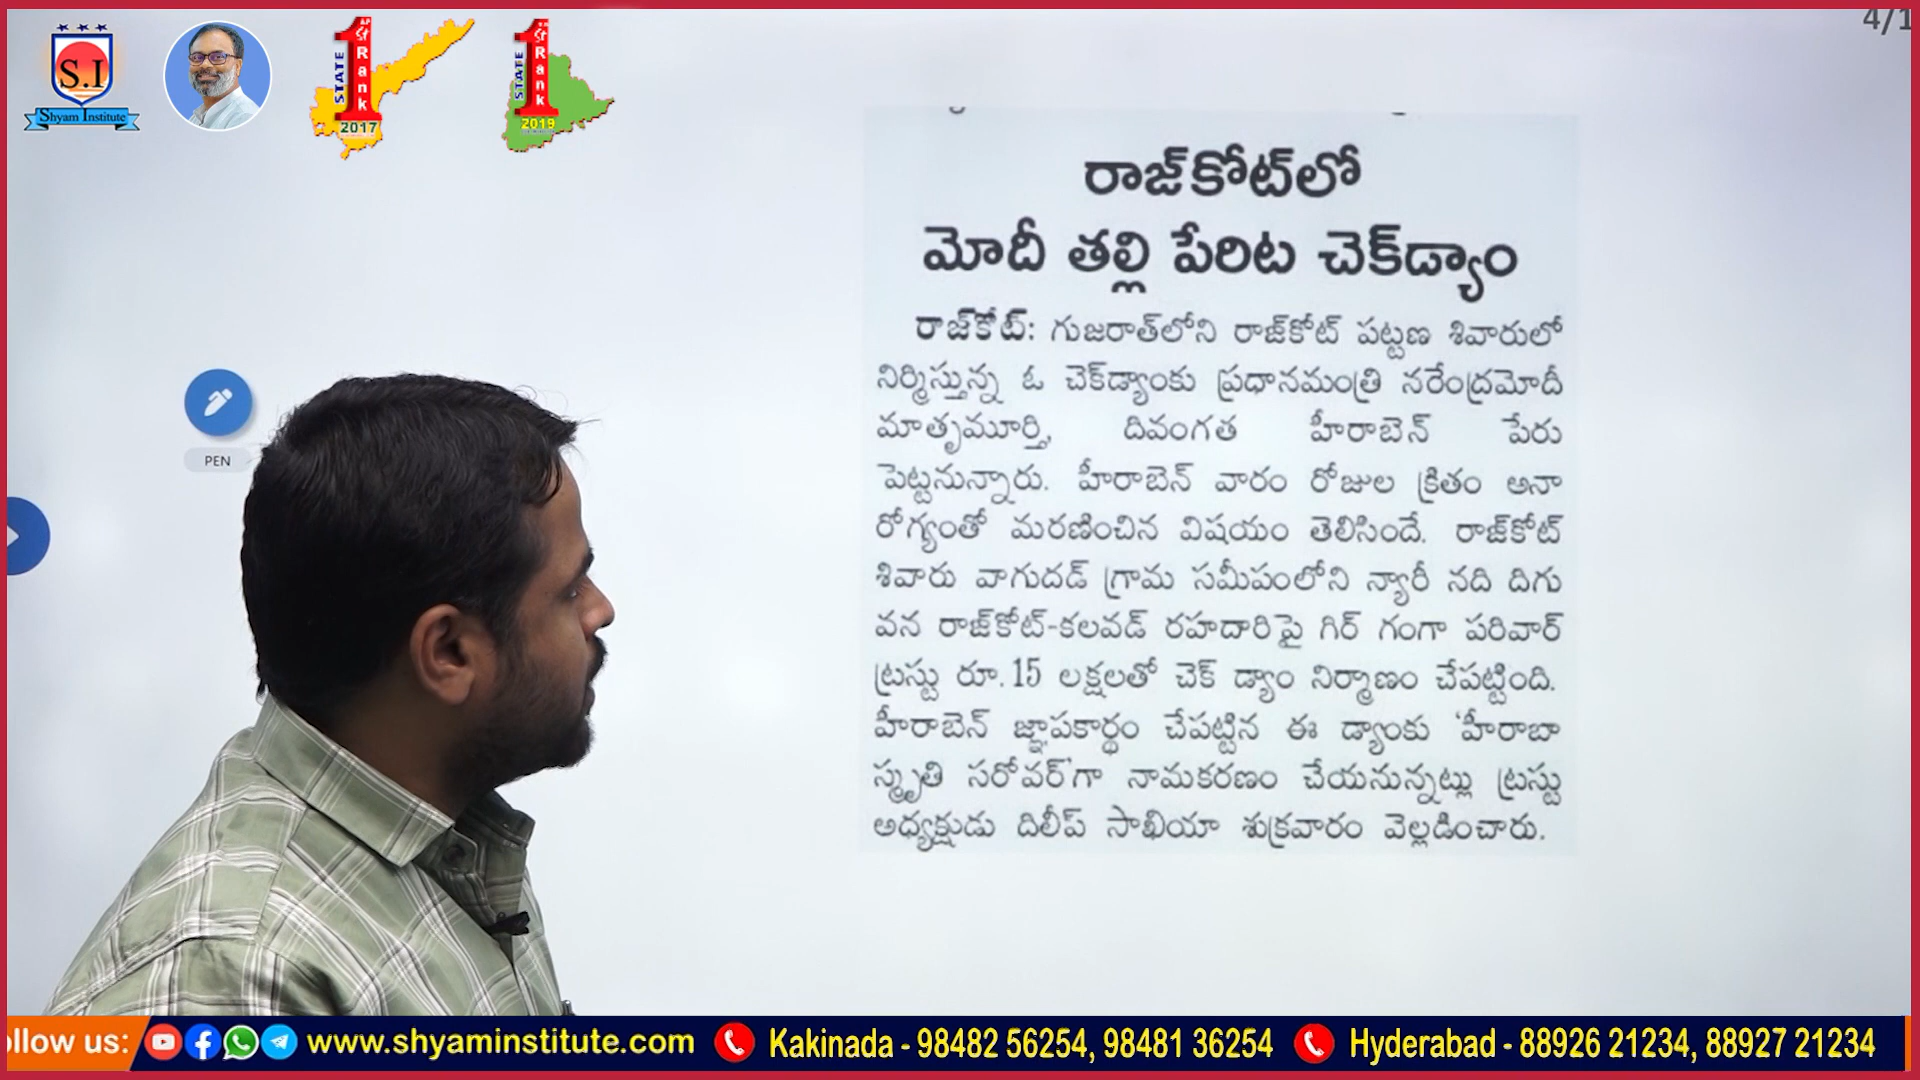 4/1
S.I
Shyam Institute
STATE 1st Rank 2017
STATE 1st Rank 2019
రాజ్‌కోట్‌లో
మోదీ తల్లి పేరిట చెక్‌డ్యాం
రాజ్‌కోట్: గుజరాత్‌లోని రాజ్‌కోట్ పట్టణ శివారులో
నిర్మిస్తున్న ఓ చెక్‌డ్యాంకు ప్రధానమంత్రి నరేంద్రమోదీ
మాతృమూర్తి, దివంగత హీరాబెన్ పేరు
పెట్టనున్నారు. హీరాబెన్ వారం రోజుల క్రితం అనా
రోగ్యంతో మరణించిన విషయం తెలిసిందే. రాజ్‌కోట్
శివారు వాగుదడ్ గ్రామ సమీపంలోని న్యారీ నది దిగు
వన రాజ్‌కోట్-కలవడ్ రహదారిపై గిర్ గంగా పరివార్
ట్రస్టు రూ.15 లక్షలతో చెక్ డ్యాం నిర్మాణం చేపట్టింది.
హీరాబెన్ జ్ఞాపకార్థం చేపట్టిన ఈ డ్యాంకు ‘హీరాబా
స్మృతి సరోవర్’గా నామకరణం చేయనున్నట్లు ట్రస్టు
అధ్యక్షుడు దిలీప్ సాఖియా శుక్రవారం వెల్లడించారు.
PEN
ollow us: www.shyaminstitute.com Kakinada - 98482 56254, 98481 36254 Hyderabad - 88926 21234, 88927 21234